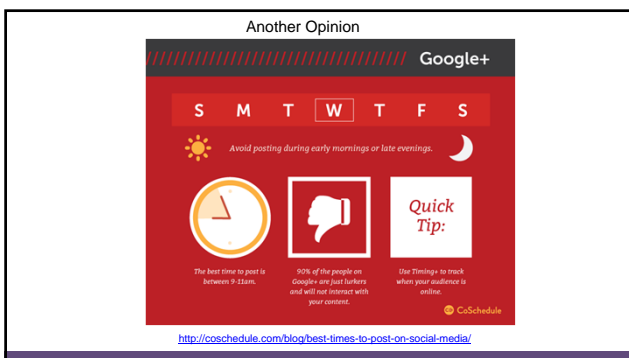 Another Opinion
Google+
S M T W T F S
Avoid posting during early mornings or late evenings.
Quick
Tip:
The best time to post is
between 9-11am.
90% of the people on
Google+ are just lurkers
and will not interact with
your content.
Use Timing+ to track
when your audience is
online.
CoSchedule
http://coschedule.com/blog/best-times-to-post-on-social-media/